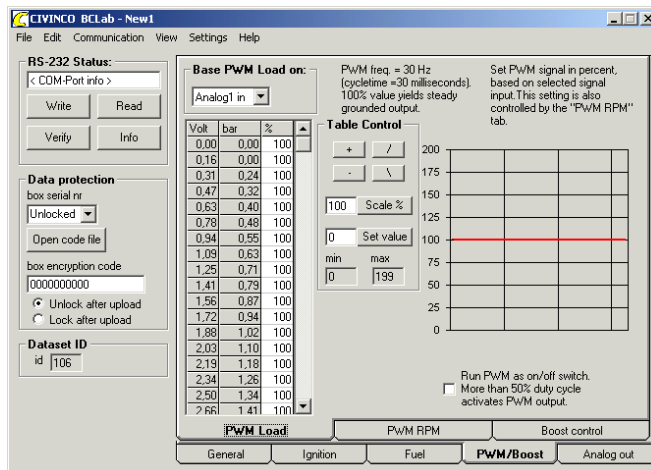 CIVINCO BCLab - New1
File Edit Communication View Settings Help
RS-232 Status:
< COM-Port info >
Write Read
Verify Info
Data protection
box serial nr
Unlocked
Open code file
box encryption code
0000000000
Unlock after upload
Lock after upload
Dataset ID
id 106
Base PWM Load on:
Analog1 in
PWM freq. = 30 Hz
(cycletime =30 milliseconds).
100% value yields steady
grounded output.
Set PWM signal in percent,
based on selected signal
input.This setting is also
controlled by the "PWM RPM"
tab.
Volt bar %
0,00 0,00 100
0,16 0,00 100
0,31 0,24 100
0,47 0,32 100
0,63 0,40 100
0,78 0,48 100
0,94 0,55 100
1,09 0,63 100
1,25 0,71 100
1,41 0,79 100
1,56 0,87 100
1,72 0,94 100
1,88 1,02 100
2,03 1,10 100
2,19 1,18 100
2,34 1,26 100
2,50 1,34 100
2,66 1,41 100
Table Control
+ /
- \
100 Scale %
0 Set value
min max
0 199
200
175
150
125
100
75
50
25
0
Run PWM as on/off switch.
More than 50% duty cycle
activates PWM output.
PWM Load PWM RPM Boost control
General Ignition Fuel PWM/Boost Analog out